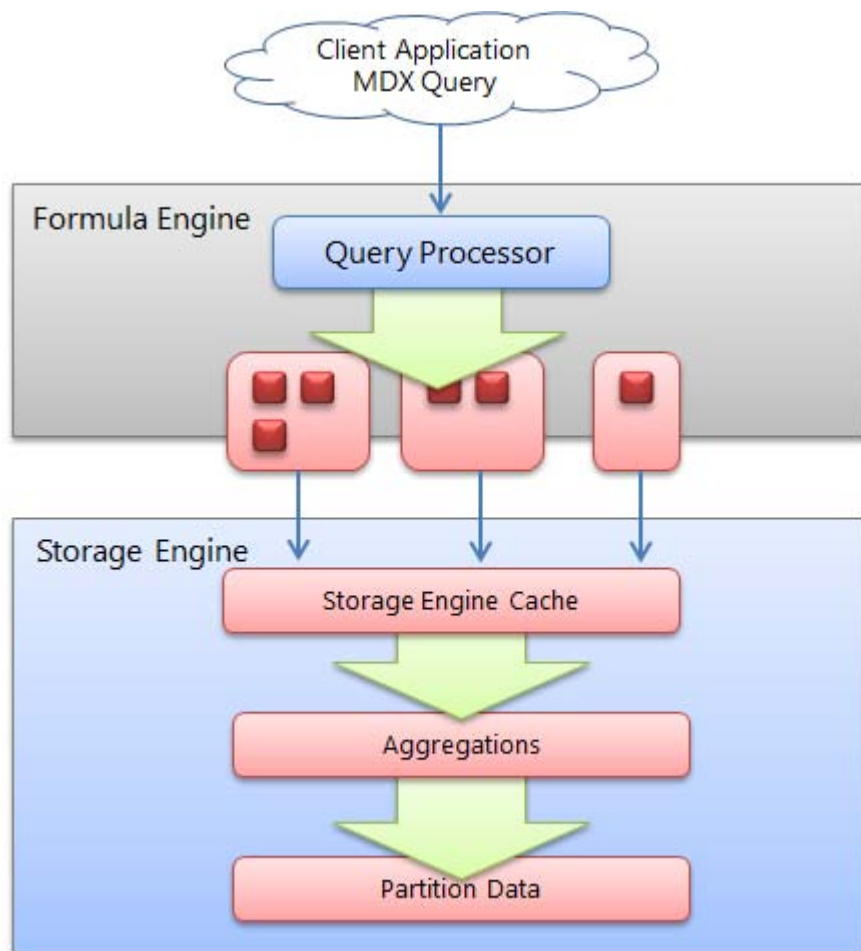 Client Application
MDX Query
Formula Engine
Query Processor
Storage Engine
Storage Engine Cache
Aggregations
Partition Data